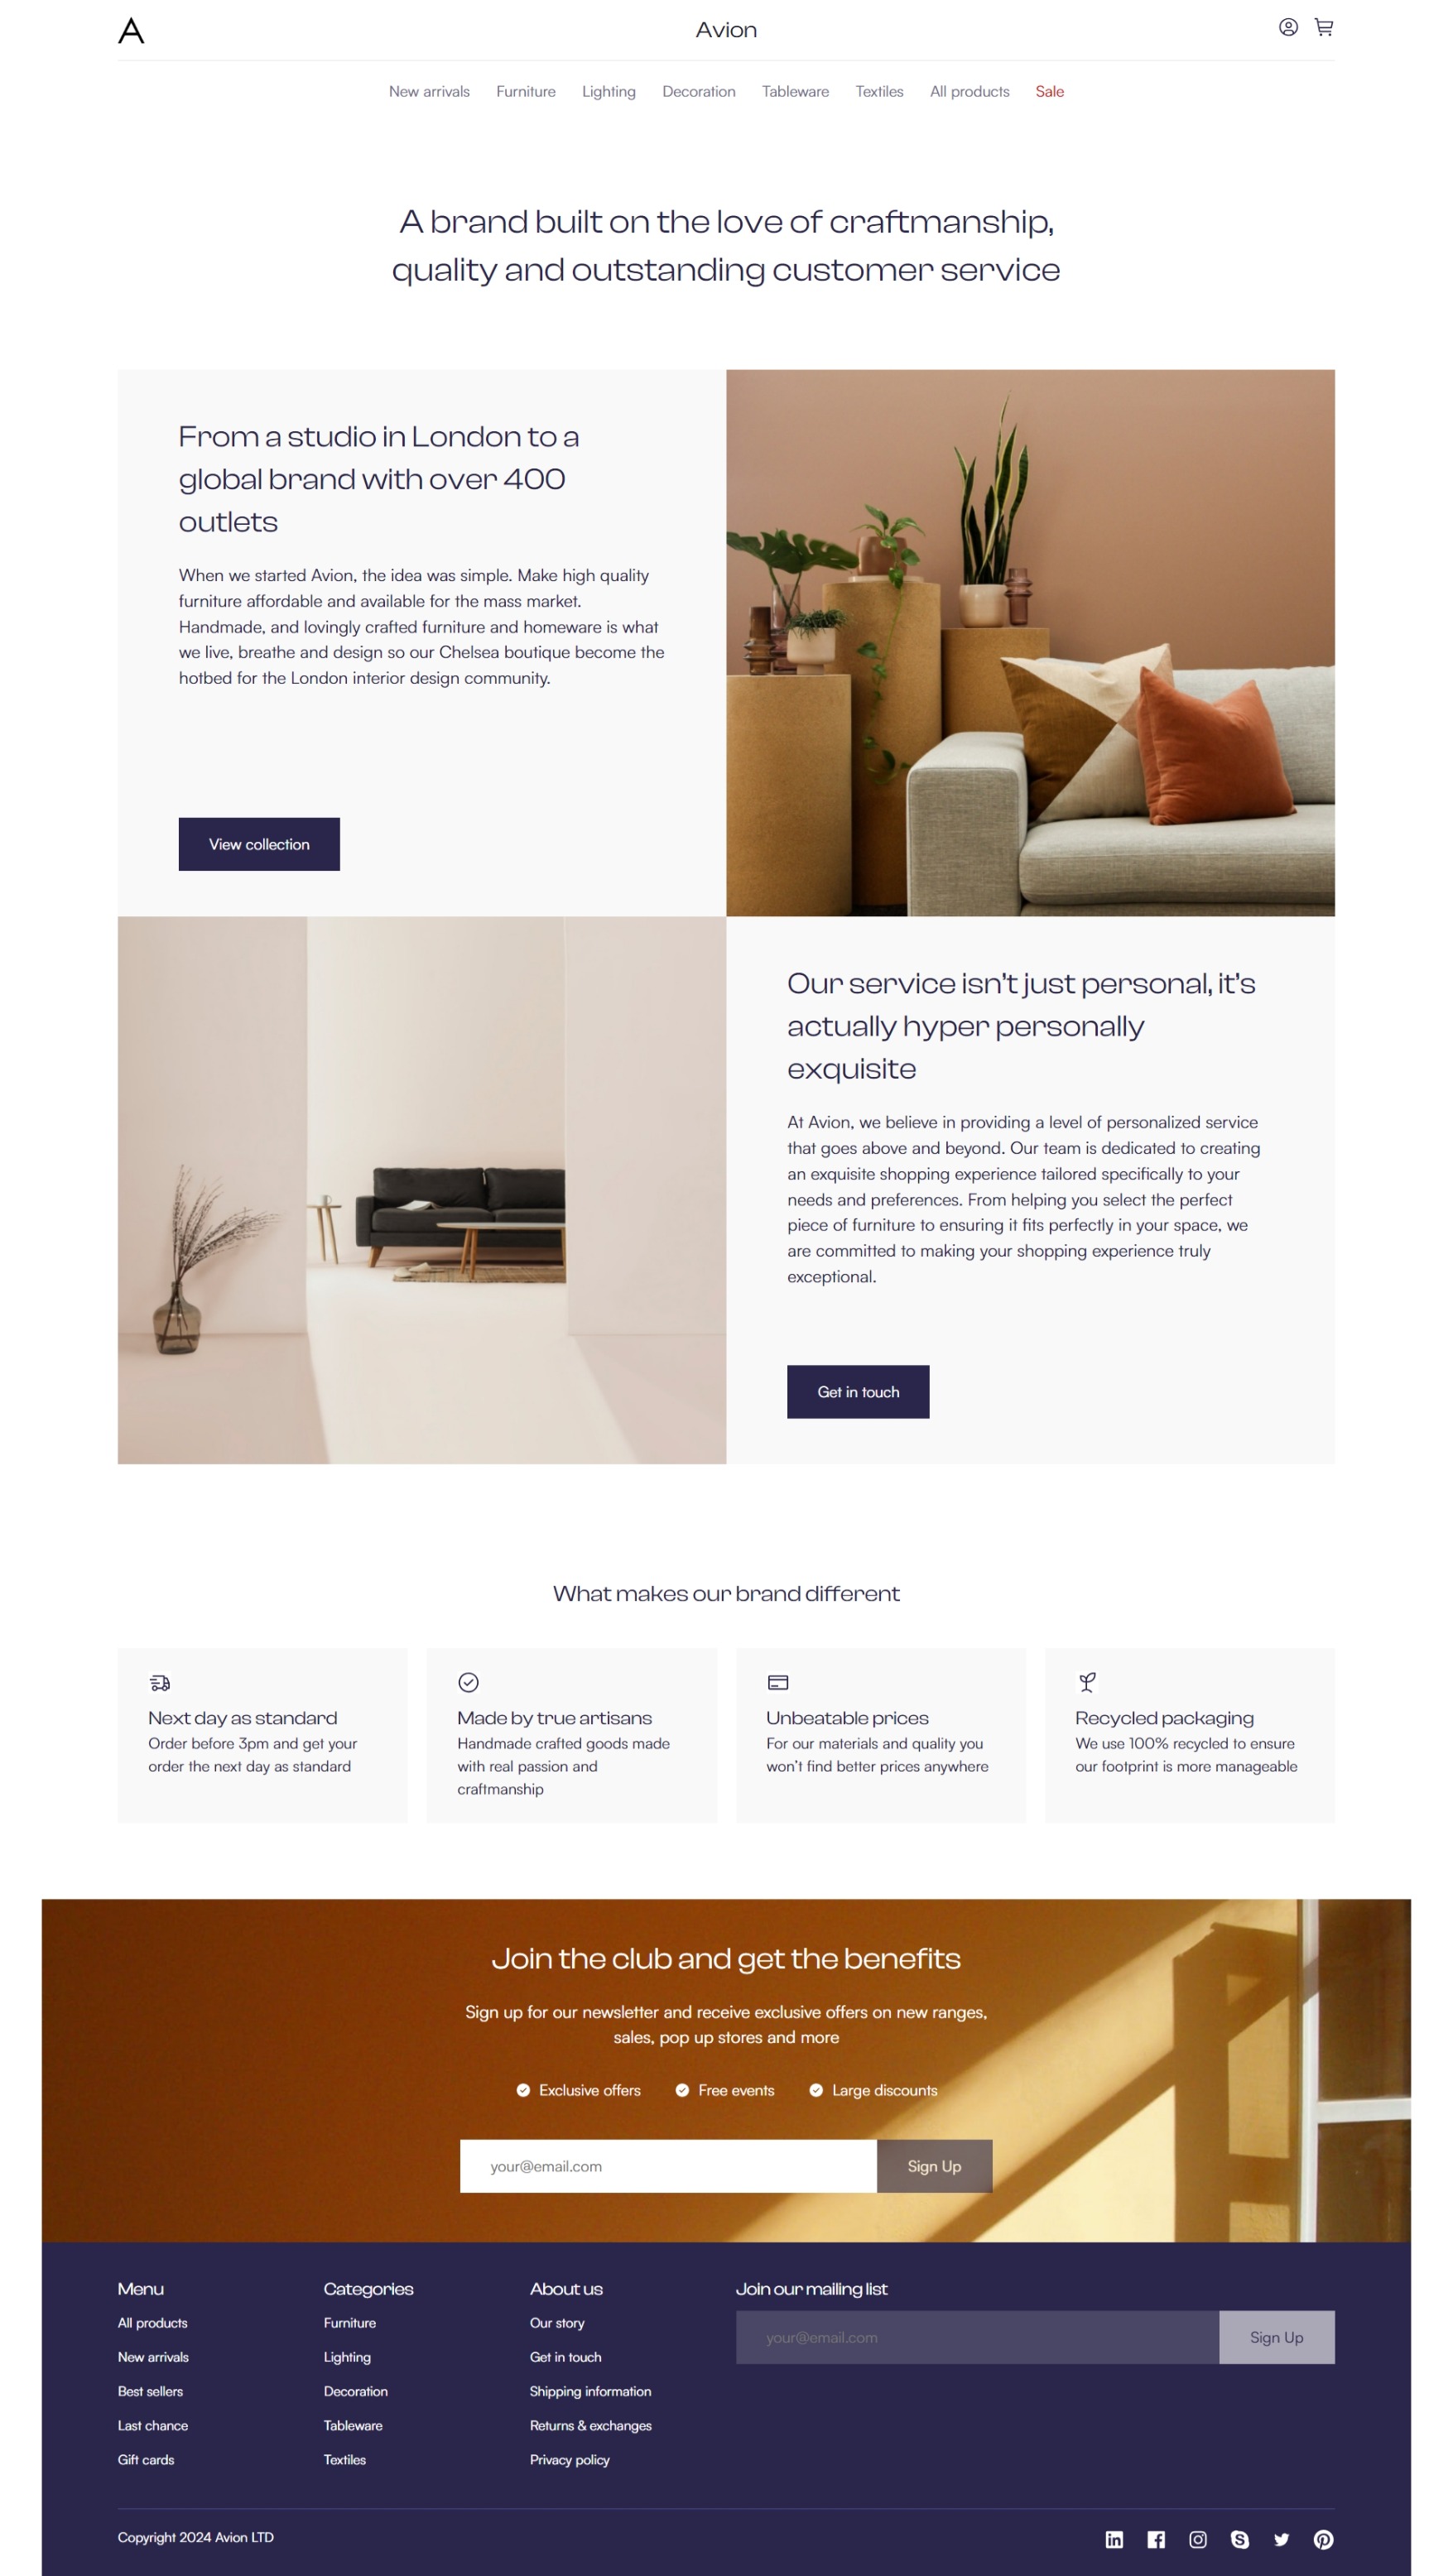 A
Avion
New arrivals Furniture Lighting Decoration Tableware Textiles All products Sale
A brand built on the love of craftmanship,
quality and outstanding customer service
From a studio in London to a
global brand with over 400
outlets
When we started Avion, the idea was simple. Make high quality
furniture affordable and available for the mass market.
Handmade, and lovingly crafted furniture and homeware is what
we live, breathe and design so our Chelsea boutique become the
hotbed for the London interior design community.
View collection
Our service isn't just personal, it's
actually hyper personally
exquisite
At Avion, we believe in providing a level of personalized service
that goes above and beyond. Our team is dedicated to creating
an exquisite shopping experience tailored specifically to your
needs and preferences. From helping you select the perfect
piece of furniture to ensuring it fits perfectly in your space, we
are committed to making your shopping experience truly
exceptional.
Get in touch
What makes our brand different
Next day as standard
Order before 3pm and get your
order the next day as standard
Made by true artisans
Handmade crafted goods made
with real passion and
craftmanship
Unbeatable prices
For our materials and quality you
won't find better prices anywhere
Recycled packaging
We use 100% recycled to ensure
our footprint is more manageable
Join the club and get the benefits
Sign up for our newsletter and receive exclusive offers on new ranges,
sales, pop up stores and more
Exclusive offers Free events Large discounts
your@email.com Sign Up
Menu
All products
New arrivals
Best sellers
Last chance
Gift cards
Categories
Furniture
Lighting
Decoration
Tableware
Textiles
About us
Our story
Get in touch
Shipping information
Returns & exchanges
Privacy policy
Join our mailing list
your@email.com Sign Up
Copyright 2024 Avion LTD